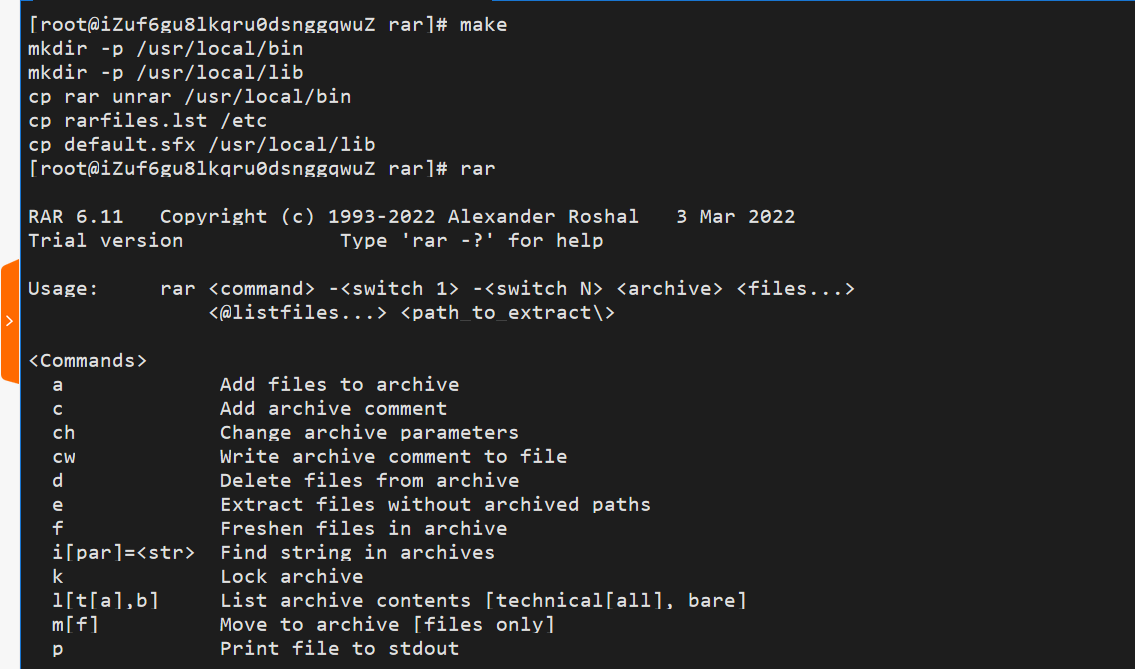 [root@iZuf6gu8lkqru0dsnggqwuZ rar]# make
mkdir -p /usr/local/bin
mkdir -p /usr/local/lib
cp rar unrar /usr/local/bin
cp rarfiles.lst /etc
cp default.sfx /usr/local/lib
[root@iZuf6gu8lkqru0dsnggqwuZ rar]# rar
RAR 6.11   Copyright (c) 1993-2022 Alexander Roshal   3 Mar 2022
Trial version             Type 'rar -?' for help
Usage:     rar <command> -<switch 1> -<switch N> <archive> <files...>
               <@listfiles...> <path_to_extract\>
<Commands>
  a             Add files to archive
  c             Add archive comment
  ch            Change archive parameters
  cw            Write archive comment to file
  d             Delete files from archive
  e             Extract files without archived paths
  f             Freshen files in archive
  i[par]=<str>  Find string in archives
  k             Lock archive
  l[t[a],b]     List archive contents [technical[all], bare]
  m[f]          Move to archive [files only]
  p             Print file to stdout